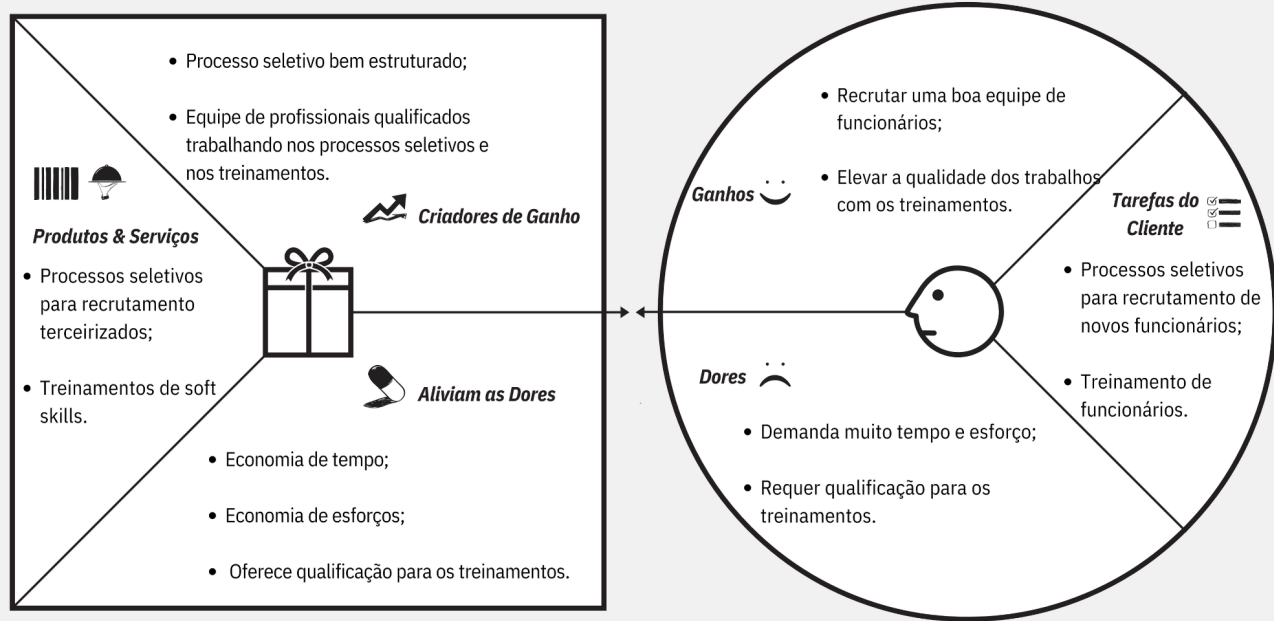 • Processo seletivo bem estruturado;
• Equipe de profissionais qualificados
trabalhando nos processos seletivos e
nos treinamentos.
Criadores de Ganho
Produtos & Serviços
• Processos seletivos
para recrutamento
terceirizados;
• Treinamentos de soft
skills.
Aliviam as Dores
• Economia de tempo;
• Economia de esforços;
• Oferece qualificação para os treinamentos.
• Recrutar uma boa equipe de
funcionários;
• Elevar a qualidade dos trabalhos
com os treinamentos.
Ganhos
Tarefas do
Cliente
• Processos seletivos
para recrutamento de
novos funcionários;
• Treinamento de
funcionários.
Dores
• Demanda muito tempo e esforço;
• Requer qualificação para os
treinamentos.